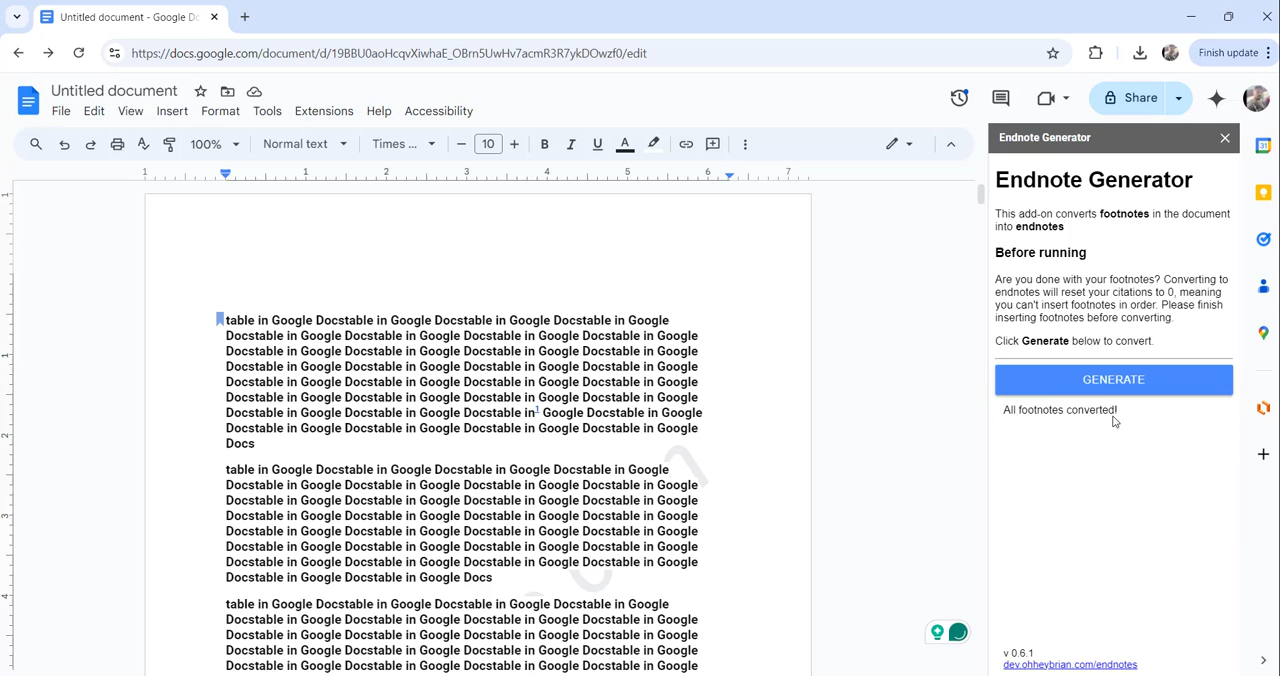 Untitled document - Google Do
https://docs.google.com/document/d/19BBU0aoHcqvXiwhaE_OBrn5UwHv7acmR3R7ykDOwzf0/edit
Finish update
Untitled document
File Edit View Insert Format Tools Extensions Help Accessibility
Share
100% Normal text Times ... 10 B I U A
1 1 2 3 4 5 6 7
1
1
2
3
4
table in Google Docstable in Google Docstable in Google Docstable in Google
Docstable in Google Docstable in Google Docstable in Google Docstable in Google
Docstable in Google Docstable in Google Docstable in Google Docstable in Google
Docstable in Google Docstable in Google Docstable in Google Docstable in Google
Docstable in Google Docstable in Google Docstable in Google Docstable in Google
Docstable in Google Docstable in Google Docstable in Google Docstable in Google
Docstable in Google Docstable in Google Docstable in1 Google Docstable in Google
Docstable in Google Docstable in Google Docstable in Google Docstable in Google
Docs
table in Google Docstable in Google Docstable in Google Docstable in Google
Docstable in Google Docstable in Google Docstable in Google Docstable in Google
Docstable in Google Docstable in Google Docstable in Google Docstable in Google
Docstable in Google Docstable in Google Docstable in Google Docstable in Google
Docstable in Google Docstable in Google Docstable in Google Docstable in Google
Docstable in Google Docstable in Google Docstable in Google Docstable in Google
Docstable in Google Docstable in Google Docstable in Google Docstable in Google
Docstable in Google Docstable in Google Docs
table in Google Docstable in Google Docstable in Google Docstable in Google
Docstable in Google Docstable in Google Docstable in Google Docstable in Google
Docstable in Google Docstable in Google Docstable in Google Docstable in Google
Docstable in Google Docstable in Google Docstable in Google Docstable in Google
Docstable in Google Docstable in Google Docstable in Google Docstable in Google
Endnote Generator
Endnote Generator
This add-on converts footnotes in the document
into endnotes
Before running
Are you done with your footnotes? Converting to
endnotes will reset your citations to 0, meaning
you can't insert footnotes in order. Please finish
inserting footnotes before converting.
Click Generate below to convert.
GENERATE
All footnotes converted!
v 0.6.1
dev.ohheybrian.com/endnotes
31